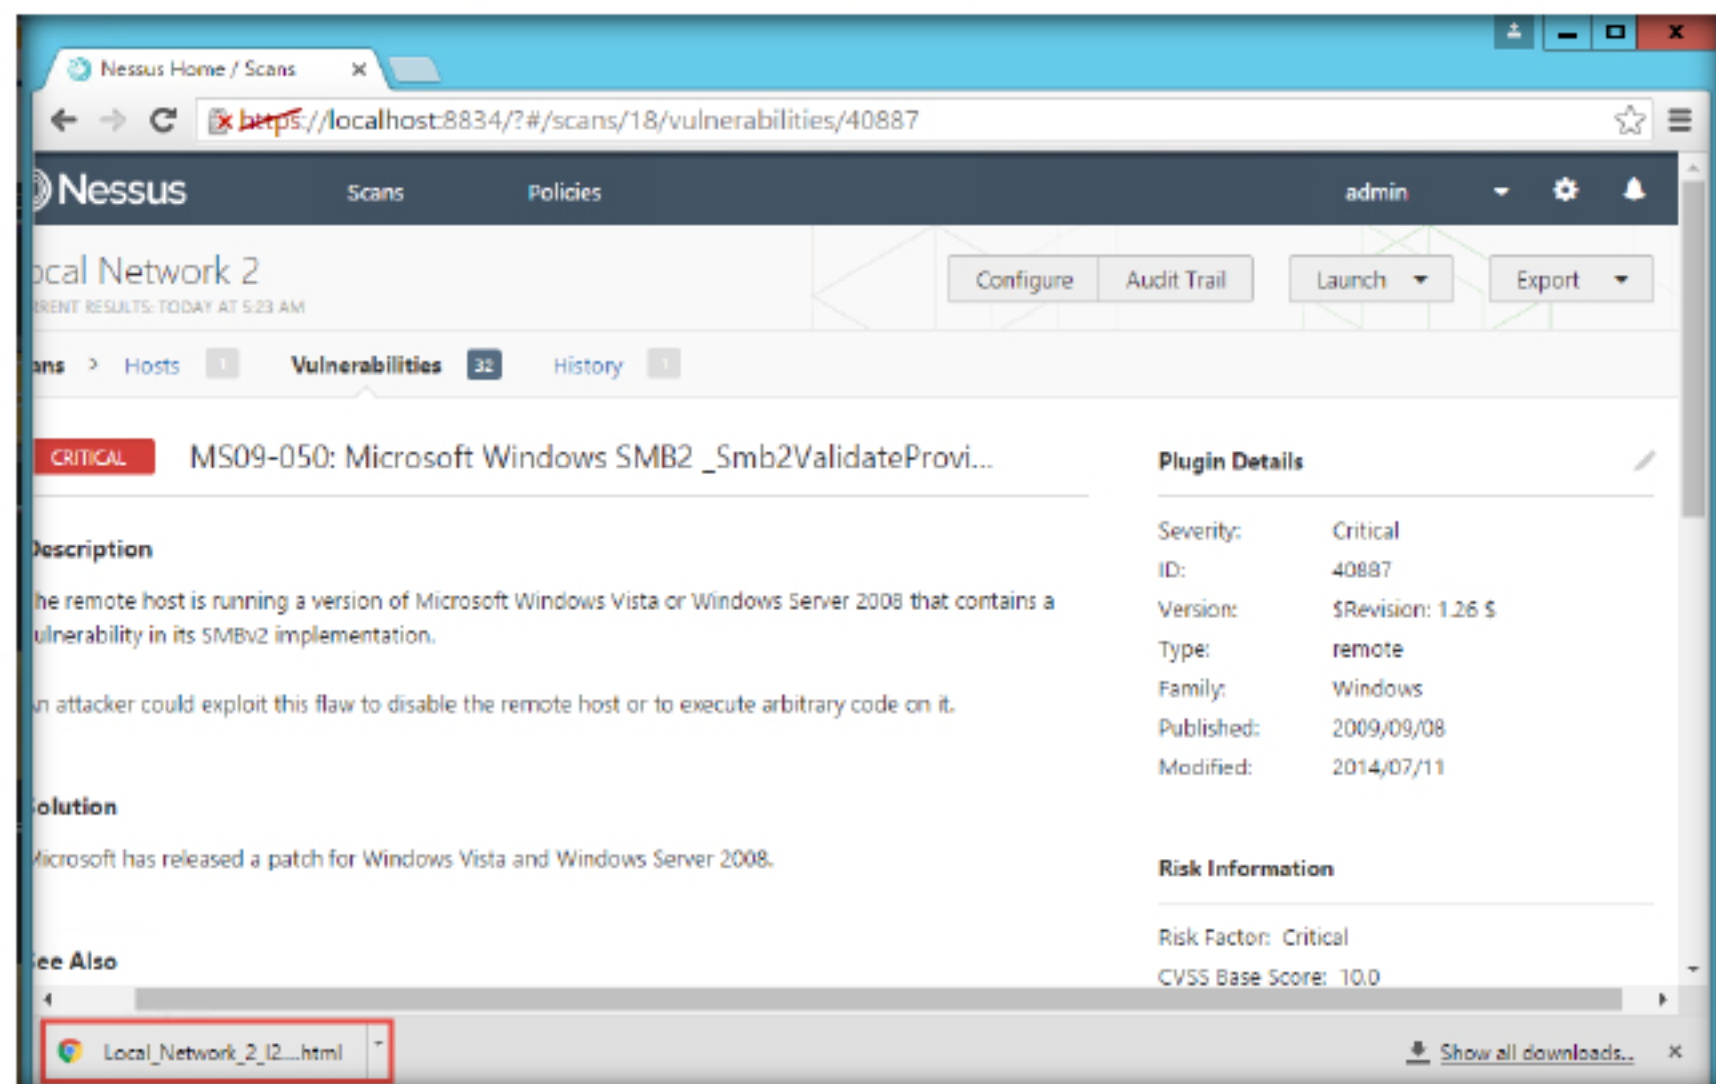 Nessus Home / Scans
https://localhost:8834/?#/scans/18/vulnerabilities/40887
Nessus
Scans
Policies
admin
ocal Network 2
RRENT RESULTS: TODAY AT 5:23 AM
Configure
Audit Trail
Launch
Export
ans > Hosts 1
Vulnerabilities 32
History 1
CRITICAL
MS09-050: Microsoft Windows SMB2 _Smb2ValidateProvi...
Description
he remote host is running a version of Microsoft Windows Vista or Windows Server 2008 that contains a
ulnerability in its SMBv2 implementation.
An attacker could exploit this flaw to disable the remote host or to execute arbitrary code on it.
olution
Microsoft has released a patch for Windows Vista and Windows Server 2008.
ee Also
Plugin Details
Severity: Critical
ID: 40887
Version: $Revision: 1.26 $
Type: remote
Family: Windows
Published: 2009/09/08
Modified: 2014/07/11
Risk Information
Risk Factor: Critical
CVSS Base Score: 10.0
Local_Network_2_l2....html
Show all downloads...